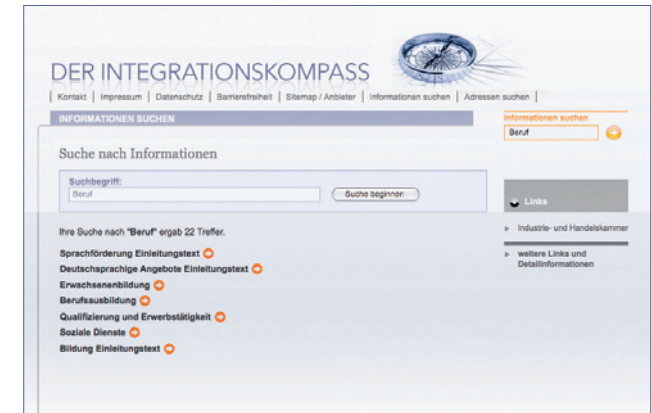 DER INTEGRATIONSKOMPASS
| Kontakt | Impressum | Datenschutz | Barrierefreiheit | Sitemap / Anbieter | Informationen suchen | Adressen suchen |
INFORMATIONEN SUCHEN
Suche nach Informationen
Suchbegriff:
Beruf
Suche beginnen
Ihre Suche nach "Beruf" ergab 22 Treffer.
Sprachförderung Einleitungstext
Deutschsprachige Angebote Einleitungstext
Erwachsenenbildung
Berufsausbildung
Qualifizierung und Erwerbstätigkeit
Soziale Dienste
Bildung Einleitungstext
Informationen suchen
Beruf
Links
Industrie- und Handelskammer
weitere Links und
Detailinformationen